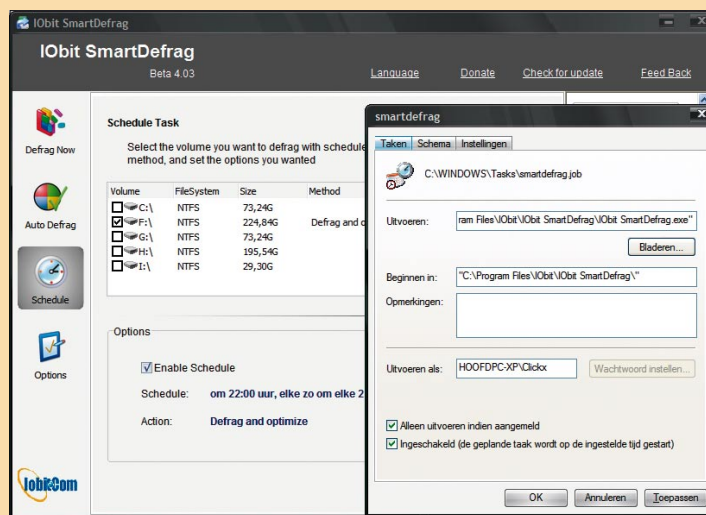 IObit SmartDefrag
IObit SmartDefrag
Beta 4.03
Language Donate Check for update Feed Back
Defrag Now
Auto Defrag
Schedule
Options
IobitCom
Schedule Task
Select the volume you want to defrag with schedule
method, and set the options you wanted
Volume FileSystem Size Method
C:\ NTFS 73,24G
F:\ NTFS 224,84G Defrag and o
G:\ NTFS 73,24G
H:\ NTFS 195,54G
I:\ NTFS 29,30G
Options
Enable Schedule
Schedule: om 22:00 uur, elke zo om elke 2
Action: Defrag and optimize
smartdefrag
Taken Schema Instellingen
C:\WINDOWS\Tasks\smartdefrag.job
Uitvoeren: ram Files\IObit\IObit SmartDefrag\IObit SmartDefrag.exe"
Bladeren...
Beginnen in: "C:\Program Files\IObit\IObit SmartDefrag\"
Opmerkingen:
Uitvoeren als: HOOFDPC-XP\Clickx Wachtwoord instellen...
Alleen uitvoeren indien aangemeld
Ingeschakeld (de geplande taak wordt op de ingestelde tijd gestart)
OK Annuleren Toepassen